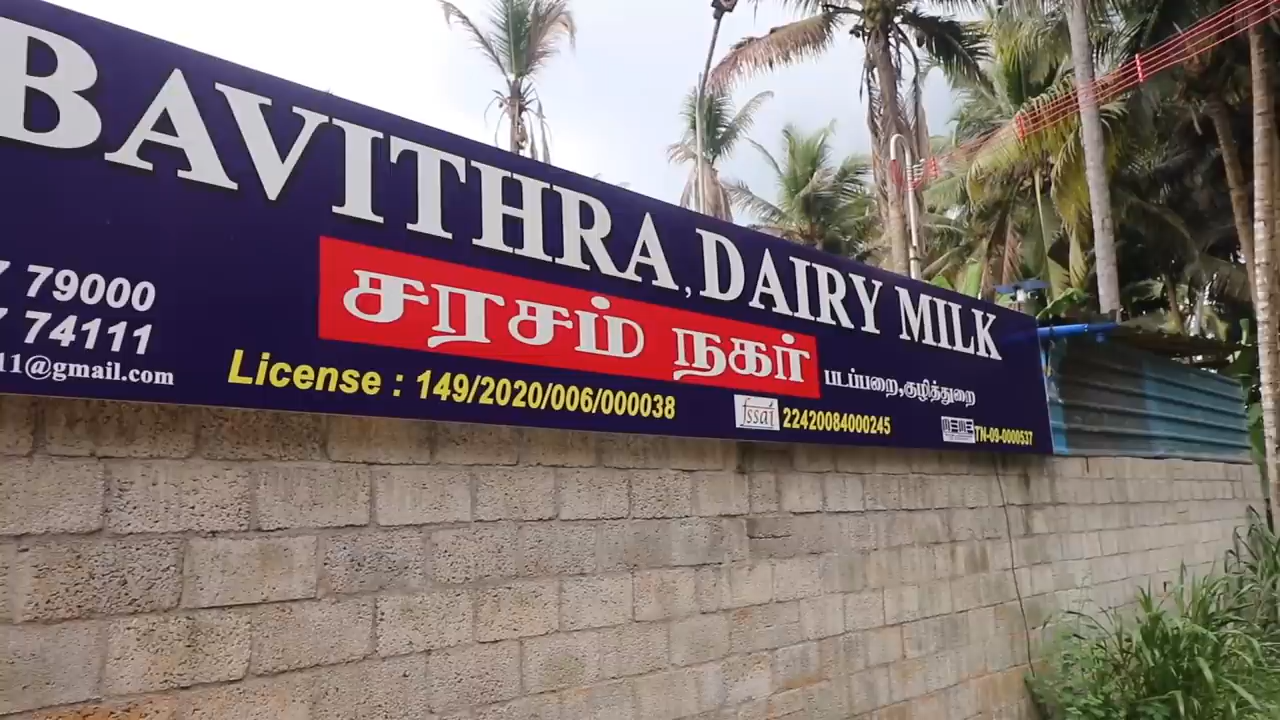 BAVITHRA, DAIRY MILK
79000
74111
சரசம் நகர்
படப்பறை,குழித்துறை
11@gmail.com
License : 149/2020/006/000038
fssai 22420084000245
MSME TN-09-0000537